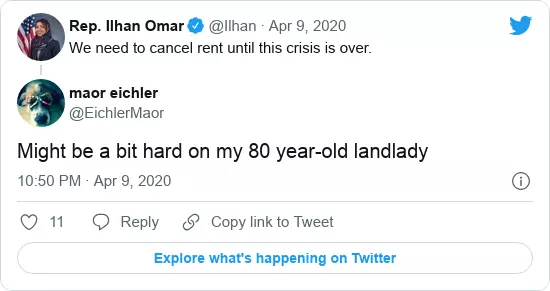 Rep. Ilhan Omar @Ilhan · Apr 9, 2020
We need to cancel rent until this crisis is over.
maor eichler
@EichlerMaor
Might be a bit hard on my 80 year-old landlady
10:50 PM · Apr 9, 2020
11 Reply Copy link to Tweet
Explore what's happening on Twitter